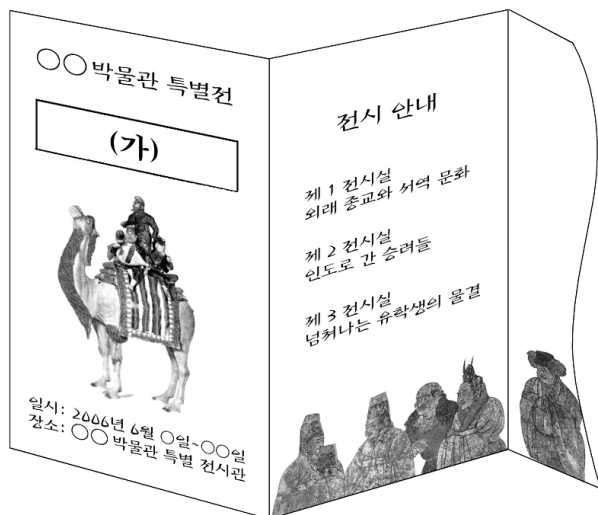 ○○박물관 특별전
(가)
일시: 2006년 6월 ○일~○○일
장소: ○○ 박물관 특별 전시관
전시 안내
제 1 전시실
외래 종교와 서역 문화
제 2 전시실
인도로 간 승려들
제 3 전시실
넘쳐나는 유학생의 물결